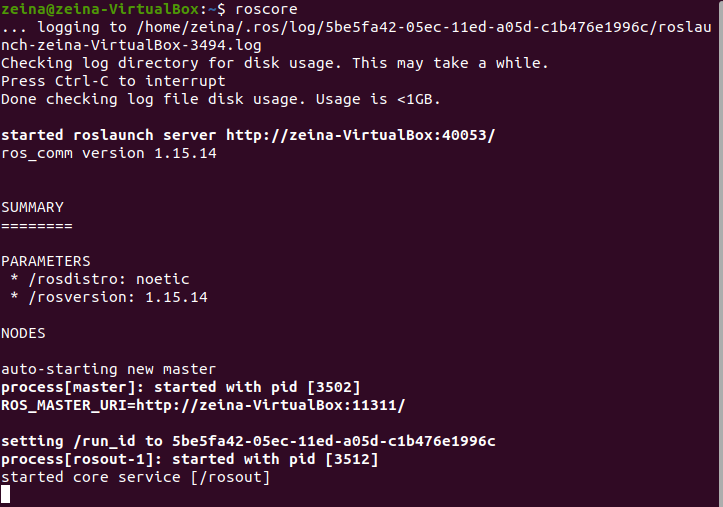 zeina@zeina-VirtualBox:~$ roscore
... logging to /home/zeina/.ros/log/5be5fa42-05ec-11ed-a05d-c1b476e1996c/roslau
nch-zeina-VirtualBox-3494.log
Checking log directory for disk usage. This may take a while.
Press Ctrl-C to interrupt
Done checking log file disk usage. Usage is <1GB.
started roslaunch server http://zeina-VirtualBox:40053/
ros_comm version 1.15.14
SUMMARY
========
PARAMETERS
 * /rosdistro: noetic
 * /rosversion: 1.15.14
NODES
auto-starting new master
process[master]: started with pid [3502]
ROS_MASTER_URI=http://zeina-VirtualBox:11311/
setting /run_id to 5be5fa42-05ec-11ed-a05d-c1b476e1996c
process[rosout-1]: started with pid [3512]
started core service [/rosout]